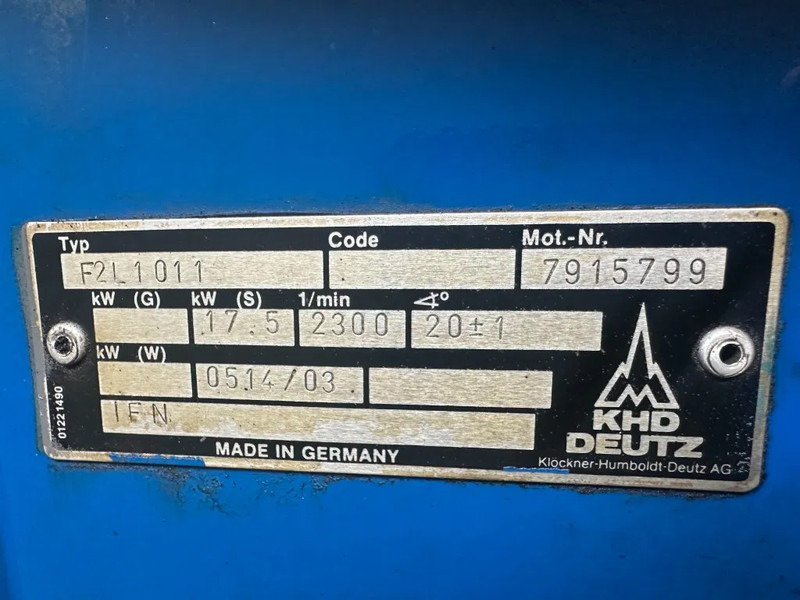 Typ Code Mot.-Nr.
F2L1011 7915799
kW (G) kW (S) 1/min ∢°
17.5 2300 20±1
kW (W)
0514/03
IFN
01221490
MADE IN GERMANY
KHD
DEUTZ
Klöckner-Humboldt-Deutz AG